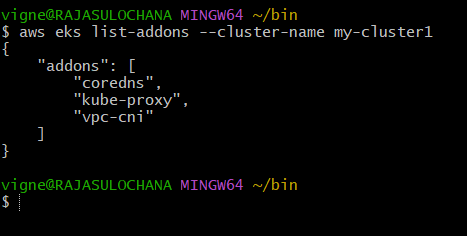 vigne@RAJASULOCHANA MINGW64 ~/bin
$ aws eks list-addons --cluster-name my-cluster1
{
    "addons": [
        "coredns",
        "kube-proxy",
        "vpc-cni"
    ]
}
vigne@RAJASULOCHANA MINGW64 ~/bin
$